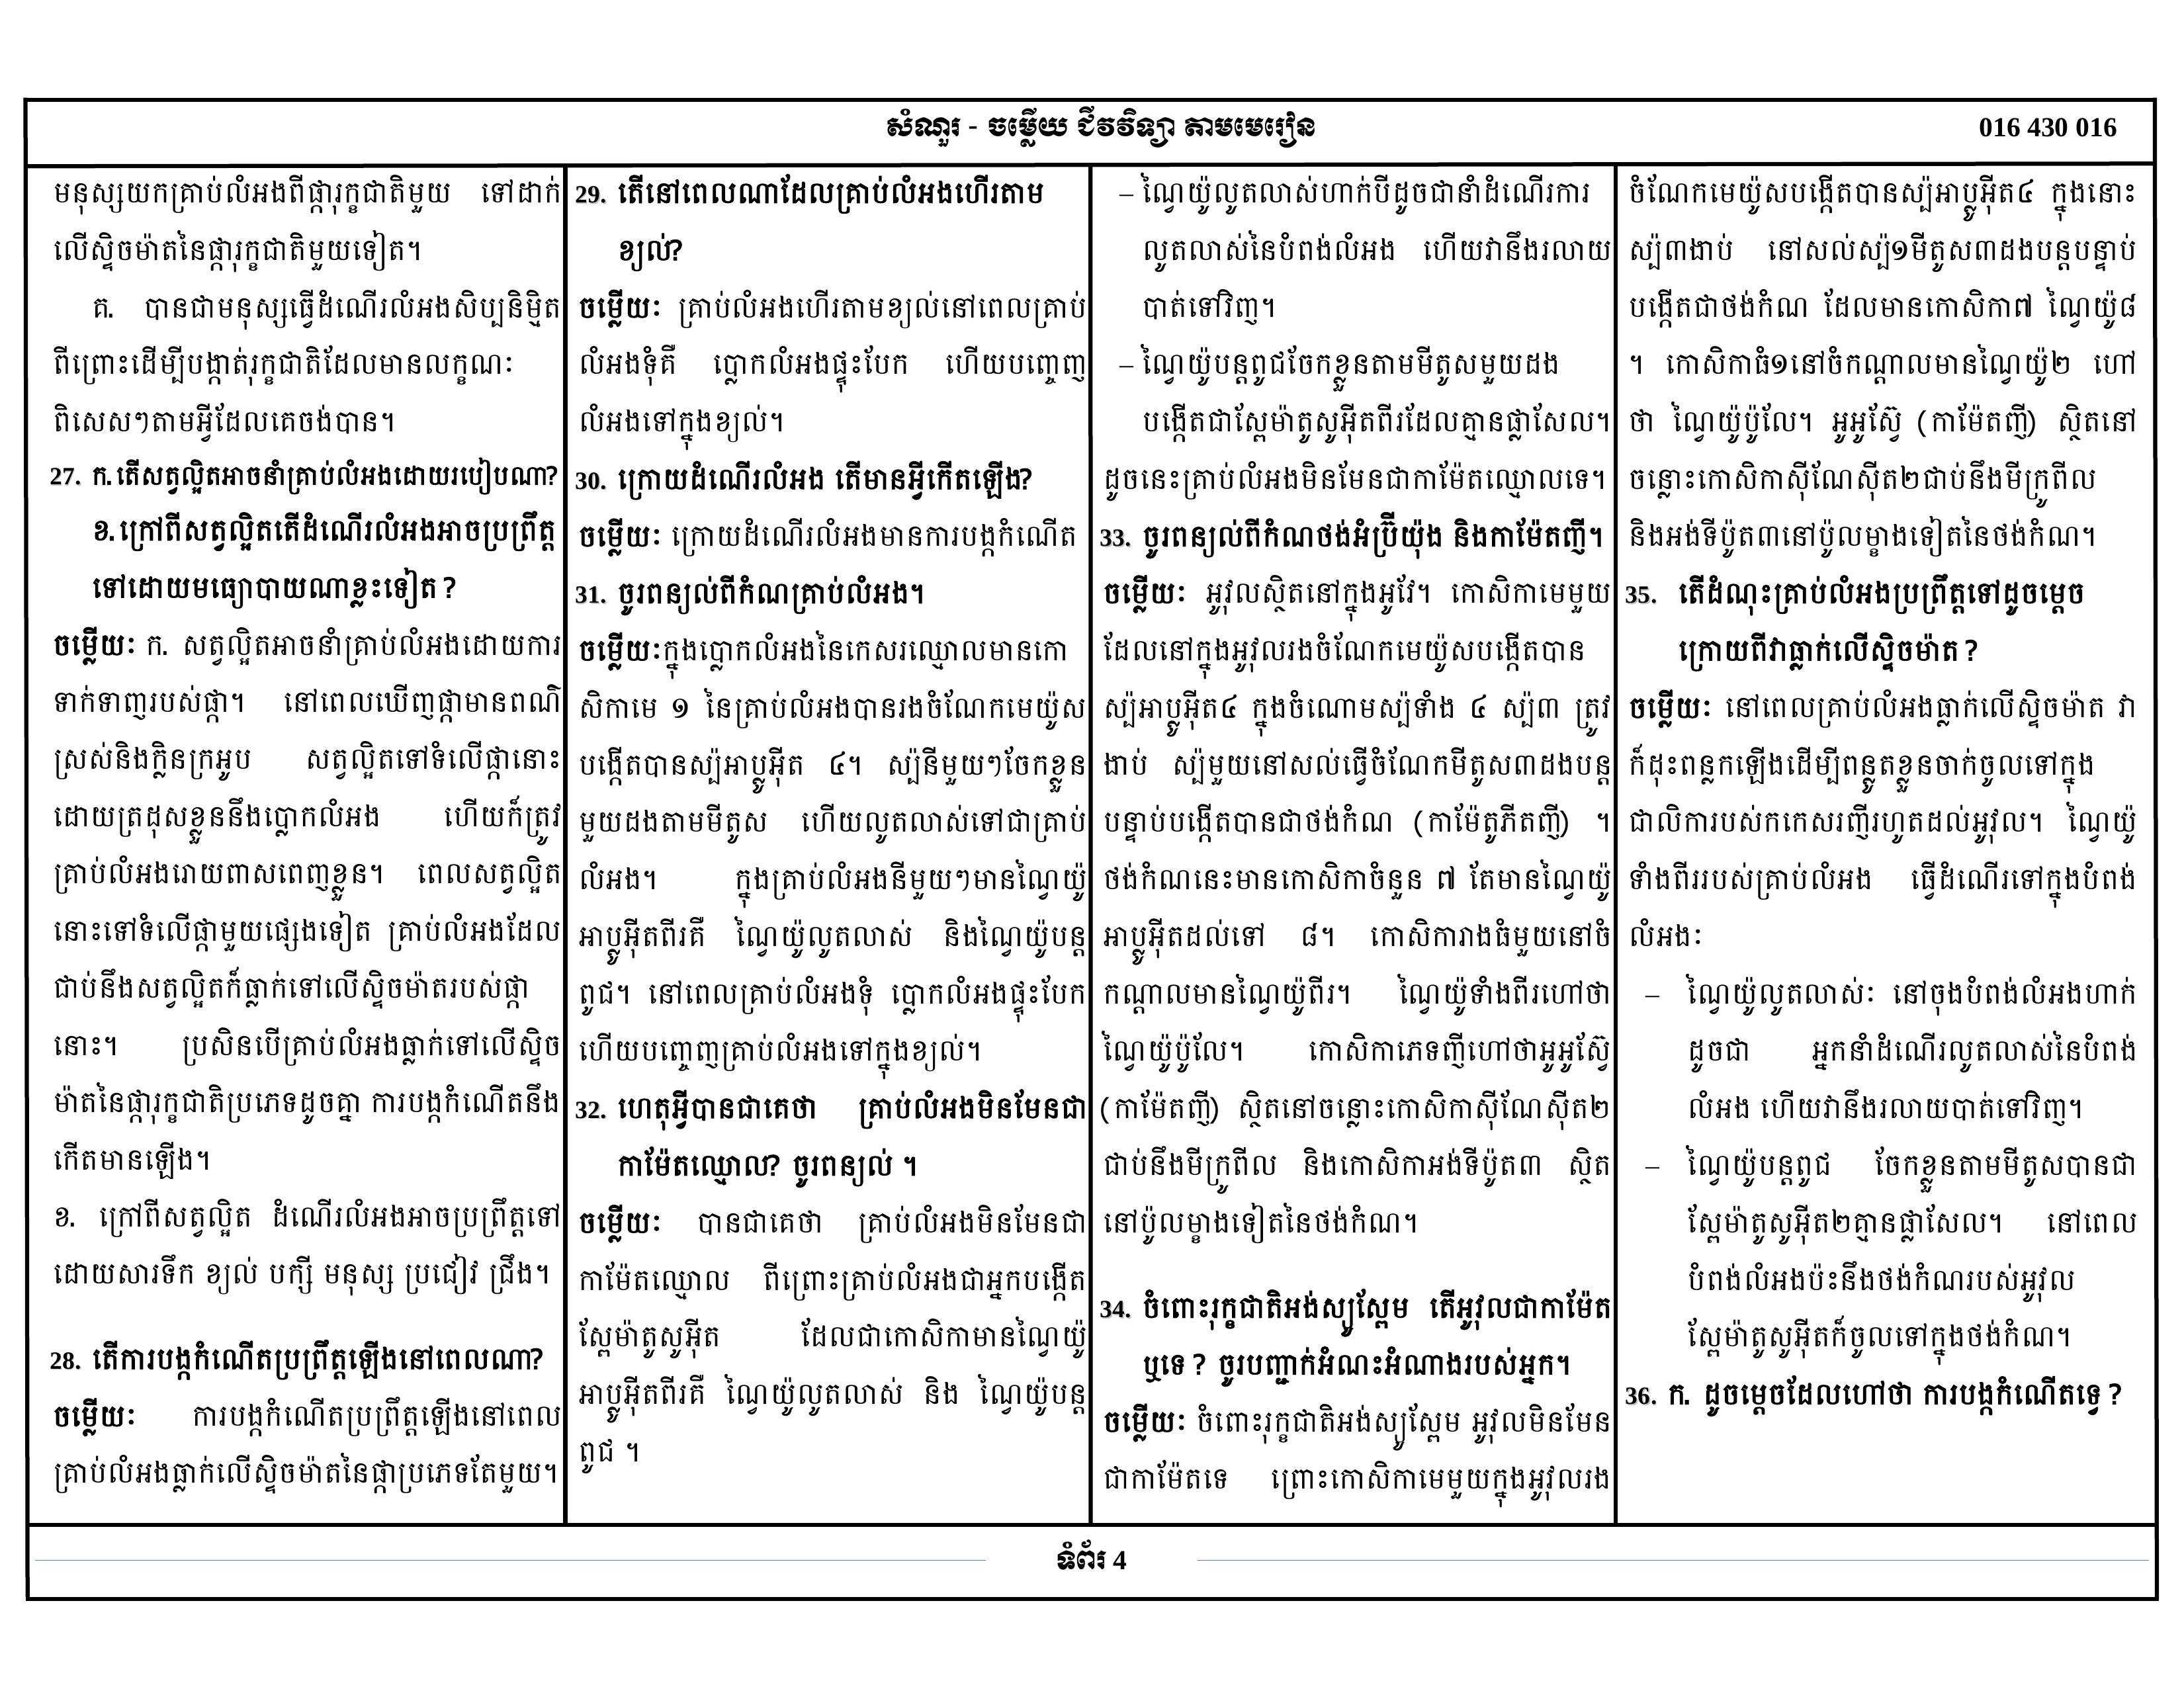 សំណួរ - ចម្លើយ ជីវវិទ្យា តាមមេរៀន
016 430 016
មនុស្សយកគ្រាប់លំអងពីផ្ការុក្ខជាតិមួយ ទៅដាក់
លើស្ទិចម៉ាតនៃផ្ការុក្ខជាតិមួយទៀត។
គ. បានជាមនុស្សធ្វើដំណើរលំអងសិប្បនិម្មិត
ពីព្រោះដើម្បីបង្កាត់រុក្ខជាតិដែលមានលក្ខណៈ
ពិសេសៗតាមអ្វីដែលគេចង់បាន។
27. ក. តើសត្វល្អិតអាចនាំគ្រាប់លំអងដោយរបៀបណា?
ខ. ក្រៅពីសត្វល្អិតតើដំណើរលំអងអាចប្រព្រឹត្ត
ទៅដោយមធ្យោបាយណាខ្លះទៀត ?
ចម្លើយៈ ក. សត្វល្អិតអាចនាំគ្រាប់លំអងដោយការ
ទាក់ទាញរបស់ផ្កា។ នៅពេលឃើញផ្កាមានពណ៌
ស្រស់និងក្លិនក្រអូប សត្វល្អិតទៅទំលើផ្កានោះ
ដោយត្រដុសខ្លួននឹងប្លោកលំអង ហើយក៏ត្រូវ
គ្រាប់លំអងរោយពាសពេញខ្លួន។ ពេលសត្វល្អិត
នោះទៅទំលើផ្កាមួយផ្សេងទៀត គ្រាប់លំអងដែល
ជាប់នឹងសត្វល្អិតក៏ធ្លាក់ទៅលើស្ទិចម៉ាតរបស់ផ្កា
នោះ។ ប្រសិនបើគ្រាប់លំអងធ្លាក់ទៅលើស្ទិច
ម៉ាតនៃផ្ការុក្ខជាតិប្រភេទដូចគ្នា ការបង្កកំណើតនឹង
កើតមានឡើង។
ខ. ក្រៅពីសត្វល្អិត ដំណើរលំអងអាចប្រព្រឹត្តទៅ
ដោយសារទឹក ខ្យល់ បក្សី មនុស្ស ប្រជៀវ ជ្រឹង។
28. តើការបង្កកំណើតប្រព្រឹត្តឡើងនៅពេលណា?
ចម្លើយៈ ការបង្កកំណើតប្រព្រឹត្តឡើងនៅពេល
គ្រាប់លំអងធ្លាក់លើស្ទិចម៉ាតនៃផ្កាប្រភេទតែមួយ។
29. តើនៅពេលណាដែលគ្រាប់លំអងហើរតាម
ខ្យល់?
ចម្លើយៈ គ្រាប់លំអងហើរតាមខ្យល់នៅពេលគ្រាប់
លំអងទុំគឺ ប្លោកលំអងផ្ទុះបែក ហើយបញ្ចេញ
លំអងទៅក្នុងខ្យល់។
30. ក្រោយដំណើរលំអង តើមានអ្វីកើតឡើង?
ចម្លើយៈ ក្រោយដំណើរលំអងមានការបង្កកំណើត
31. ចូរពន្យល់ពីកំណគ្រាប់លំអង។
ចម្លើយៈក្នុងប្លោកលំអងនៃកេសរឈ្មោលមានកោ
សិកាមេ ១ នៃគ្រាប់លំអងបានរងចំណែកមេយ៉ូស
បង្កើតបានស្ប៉អាប្លូអ៊ីត ៤។ ស្ប៉នីមួយៗចែកខ្លួន
មួយដងតាមមីតូស ហើយលូតលាស់ទៅជាគ្រាប់
លំអង។ ក្នុងគ្រាប់លំអងនីមួយៗមានណ្វៃយ៉ូ
អាប្លូអ៊ីតពីរគឺ ណ្វៃយ៉ូលូតលាស់ និងណ្វៃយ៉ូបន្ត
ពូជ។ នៅពេលគ្រាប់លំអងទុំ ប្លោកលំអងផ្ទុះបែក
ហើយបញ្ចេញគ្រាប់លំអងទៅក្នុងខ្យល់។
32. ហេតុអ្វីបានជាគេថា គ្រាប់លំអងមិនមែនជា
កាម៉ែតឈ្មោល? ចូរពន្យល់ ។
ចម្លើយៈ បានជាគេថា គ្រាប់លំអងមិនមែនជា
កាម៉ែតឈ្មោល ពីព្រោះគ្រាប់លំអងជាអ្នកបង្កើត
ស្ពែម៉ាតូសូអ៊ីត ដែលជាកោសិកាមានណ្វៃយ៉ូ
អាប្លូអ៊ីតពីរគឺ ណ្វៃយ៉ូលូតលាស់ និង ណ្វៃយ៉ូបន្ត
ពូជ ។
– ណ្វៃយ៉ូលូតលាស់ហាក់បីដូចជានាំដំណើរការ
លូតលាស់នៃបំពង់លំអង ហើយវានឹងរលាយ
បាត់ទៅវិញ។
– ណ្វៃយ៉ូបន្តពូជចែកខ្លួនតាមមីតូសមួយដង
បង្កើតជាស្ពែម៉ាតូសូអ៊ីតពីរដែលគ្មានផ្លាសែល។
ដូចនេះគ្រាប់លំអងមិនមែនជាកាម៉ែតឈ្មោលទេ។
33. ចូរពន្យល់ពីកំណថង់អំប្រ៊ីយ៉ុង និងកាម៉ែតញី។
ចម្លើយៈ អូវុលស្ថិតនៅក្នុងអូវែ។ កោសិកាមេមួយ
ដែលនៅក្នុងអូវុលរងចំណែកមេយ៉ូសបង្កើតបាន
ស្ប៉អាប្លូអ៊ីត៤ ក្នុងចំណោមស្ប៉ទាំង ៤ ស្ប៉៣ ត្រូវ
ងាប់ ស្ប៉មួយនៅសល់ធ្វើចំណែកមីតូស៣ដងបន្ត
បន្ទាប់បង្កើតបានជាថង់កំណ (កាម៉ែតូភីតញី) ។
ថង់កំណនេះមានកោសិកាចំនួន ៧ តែមានណ្វៃយ៉ូ
អាប្លូអ៊ីតដល់ទៅ ៨។ កោសិការាងធំមួយនៅចំ
កណ្តាលមានណ្វៃយ៉ូពីរ។ ណ្វៃយ៉ូទាំងពីរហៅថា
ណ្វៃយ៉ូប៉ូលែ។ កោសិកាភេទញីហៅថាអូអូស្វ៊ែ
(កាម៉ែតញី) ស្ថិតនៅចន្លោះកោសិកាស៊ីណែស៊ីត២
ជាប់នឹងមីក្រូពីល និងកោសិកាអង់ទីប៉ូត៣ ស្ថិត
នៅប៉ូលម្ខាងទៀតនៃថង់កំណ។
34. ចំពោះរុក្ខជាតិអង់ស្យូស្ពែម តើអូវុលជាកាម៉ែត
ឬទេ ? ចូរបញ្ជាក់អំណះអំណាងរបស់អ្នក។
ចម្លើយៈ ចំពោះរុក្ខជាតិអង់ស្យូស្ពែម អូវុលមិនមែន
ជាកាម៉ែតទេ ព្រោះកោសិកាមេមួយក្នុងអូវុលរង
ចំណែកមេយ៉ូសបង្កើតបានស្ប៉អាប្លូអ៊ីត៤ ក្នុងនោះ
ស្ប៉៣ងាប់ នៅសល់ស្ប៉១មីតូស៣ដងបន្តបន្ទាប់
បង្កើតជាថង់កំណ ដែលមានកោសិកា៧ ណ្វៃយ៉ូ៨
។ កោសិកាធំ១នៅចំកណ្តាលមានណ្វៃយ៉ូ២ ហៅ
ថា ណ្វៃយ៉ូប៉ូលែ។ អូអូស្វ៊ែ (កាម៉ែតញី) ស្ថិតនៅ
ចន្លោះកោសិកាស៊ីណែស៊ីត២ជាប់នឹងមីក្រូពីល
និងអង់ទីប៉ូត៣នៅប៉ូលម្ខាងទៀតនៃថង់កំណ។
35. តើដំណុះគ្រាប់លំអងប្រព្រឹត្តទៅដូចម្តេច
ក្រោយពីវាធ្លាក់លើស្ទិចម៉ាត ?
ចម្លើយៈ នៅពេលគ្រាប់លំអងធ្លាក់លើស្ទិចម៉ាត វា
ក៏ដុះពន្លកឡើងដើម្បីពន្លូតខ្លួនចាក់ចូលទៅក្នុង
ជាលិការបស់កកេសរញីរហូតដល់អូវុល។ ណ្វៃយ៉ូ
ទាំងពីររបស់គ្រាប់លំអង ធ្វើដំណើរទៅក្នុងបំពង់
លំអងៈ
– ណ្វៃយ៉ូលូតលាស់ៈ នៅចុងបំពង់លំអងហាក់
ដូចជា អ្នកនាំដំណើរលូតលាស់នៃបំពង់
លំអង ហើយវានឹងរលាយបាត់ទៅវិញ។
– ណ្វៃយ៉ូបន្តពូជ ចែកខ្លួនតាមមីតូសបានជា
ស្ពែម៉ាតូសូអ៊ីត២គ្មានផ្លាសែល។ នៅពេល
បំពង់លំអងប៉ះនឹងថង់កំណរបស់អូវុល
ស្ពែម៉ាតូសូអ៊ីតក៏ចូលទៅក្នុងថង់កំណ។
36. ក. ដូចម្តេចដែលហៅថា ការបង្កកំណើតទ្វេ ?
ទំព័រ 4